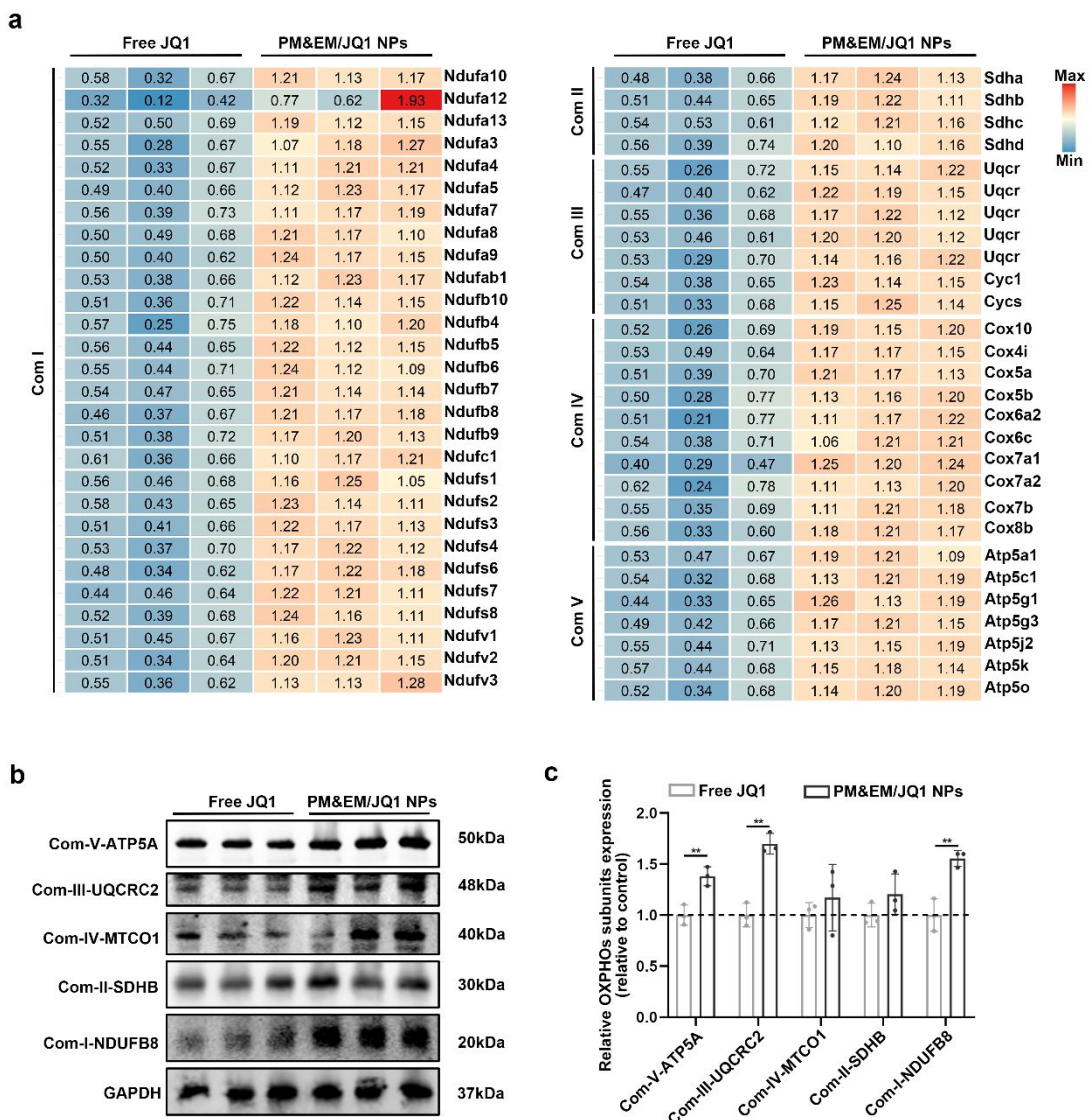 a
Free JQ1 PM&EM/JQ1 NPs
Com I
0.58 0.32 0.67 1.21 1.13 1.17 Ndufa10
0.32 0.12 0.42 0.77 0.62 1.93 Ndufa12
0.52 0.50 0.69 1.19 1.12 1.15 Ndufa13
0.55 0.28 0.67 1.07 1.18 1.27 Ndufa3
0.52 0.33 0.67 1.11 1.21 1.21 Ndufa4
0.49 0.40 0.66 1.12 1.23 1.17 Ndufa5
0.56 0.39 0.73 1.11 1.17 1.19 Ndufa7
0.50 0.49 0.68 1.21 1.17 1.10 Ndufa8
0.50 0.40 0.62 1.24 1.17 1.15 Ndufa9
0.53 0.38 0.66 1.12 1.23 1.17 Ndufab1
0.51 0.36 0.71 1.22 1.14 1.15 Ndufb10
0.57 0.25 0.75 1.18 1.10 1.20 Ndufb4
0.56 0.44 0.65 1.22 1.12 1.15 Ndufb5
0.55 0.44 0.71 1.24 1.12 1.09 Ndufb6
0.54 0.47 0.65 1.21 1.14 1.14 Ndufb7
0.46 0.37 0.67 1.21 1.17 1.18 Ndufb8
0.51 0.38 0.72 1.17 1.20 1.13 Ndufb9
0.61 0.36 0.66 1.10 1.17 1.21 Ndufc1
0.56 0.46 0.68 1.16 1.25 1.05 Ndufs1
0.58 0.43 0.65 1.23 1.14 1.11 Ndufs2
0.51 0.41 0.66 1.22 1.17 1.13 Ndufs3
0.53 0.37 0.70 1.17 1.22 1.12 Ndufs4
0.48 0.34 0.62 1.17 1.22 1.18 Ndufs6
0.44 0.46 0.64 1.22 1.21 1.11 Ndufs7
0.52 0.39 0.68 1.24 1.16 1.11 Ndufs8
0.51 0.45 0.67 1.16 1.23 1.11 Ndufv1
0.51 0.34 0.64 1.20 1.21 1.15 Ndufv2
0.55 0.36 0.62 1.13 1.13 1.28 Ndufv3
Free JQ1 PM&EM/JQ1 NPs
Com II
0.48 0.38 0.66 1.17 1.24 1.13 Sdha
0.51 0.44 0.65 1.19 1.22 1.11 Sdhb
0.54 0.53 0.61 1.12 1.21 1.16 Sdhc
0.56 0.39 0.74 1.20 1.10 1.16 Sdhd
Com III
0.55 0.26 0.72 1.15 1.14 1.22 Uqcr
0.47 0.40 0.62 1.22 1.19 1.15 Uqcr
0.55 0.36 0.68 1.17 1.22 1.12 Uqcr
0.53 0.46 0.61 1.20 1.20 1.12 Uqcr
0.53 0.29 0.70 1.14 1.16 1.22 Uqcr
0.54 0.38 0.65 1.23 1.14 1.15 Cyc1
0.51 0.33 0.68 1.15 1.25 1.14 Cycs
Com IV
0.52 0.26 0.69 1.19 1.15 1.20 Cox10
0.53 0.49 0.64 1.17 1.17 1.15 Cox4i
0.51 0.39 0.70 1.21 1.17 1.13 Cox5a
0.50 0.28 0.77 1.13 1.16 1.20 Cox5b
0.51 0.21 0.77 1.11 1.17 1.22 Cox6a2
0.54 0.38 0.71 1.06 1.21 1.21 Cox6c
0.40 0.29 0.47 1.25 1.20 1.24 Cox7a1
0.62 0.24 0.78 1.11 1.13 1.20 Cox7a2
0.55 0.35 0.69 1.11 1.21 1.18 Cox7b
0.56 0.33 0.60 1.18 1.21 1.17 Cox8b
Com V
0.53 0.47 0.67 1.19 1.21 1.09 Atp5a1
0.54 0.32 0.68 1.13 1.21 1.19 Atp5c1
0.44 0.33 0.65 1.26 1.13 1.19 Atp5g1
0.49 0.42 0.66 1.17 1.21 1.15 Atp5g3
0.55 0.44 0.71 1.13 1.15 1.19 Atp5j2
0.57 0.44 0.68 1.15 1.18 1.14 Atp5k
0.52 0.34 0.68 1.14 1.20 1.19 Atp5o
Max
Min
b
Free JQ1 PM&EM/JQ1 NPs
Com-V-ATP5A 50kDa
Com-III-UQCRC2 48kDa
Com-IV-MTCO1 40kDa
Com-II-SDHB 30kDa
Com-I-NDUFB8 20kDa
GAPDH 37kDa
c
Free JQ1 PM&EM/JQ1 NPs
Relative OXPHOs subunits expression
(relative to control)
2.0
1.5
1.0
0.5
0.0
** ** **
Com-V-ATP5A
Com-III-UQCRC2
Com-IV-MTCO1
Com-II-SDHB
Com-I-NDUFB8